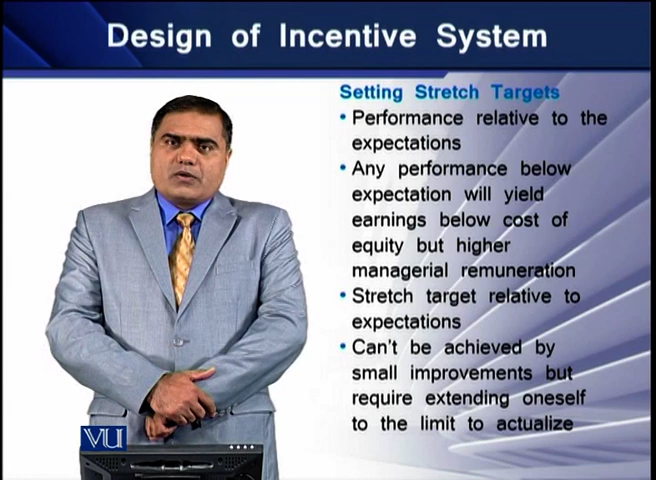 Design of Incentive System
Setting Stretch Targets
• Performance relative to the
expectations
• Any performance below
expectation will yield
earnings below cost of
equity but higher
managerial remuneration
• Stretch target relative to
expectations
• Can't be achieved by
small improvements but
require extending oneself
to the limit to actualize
VU